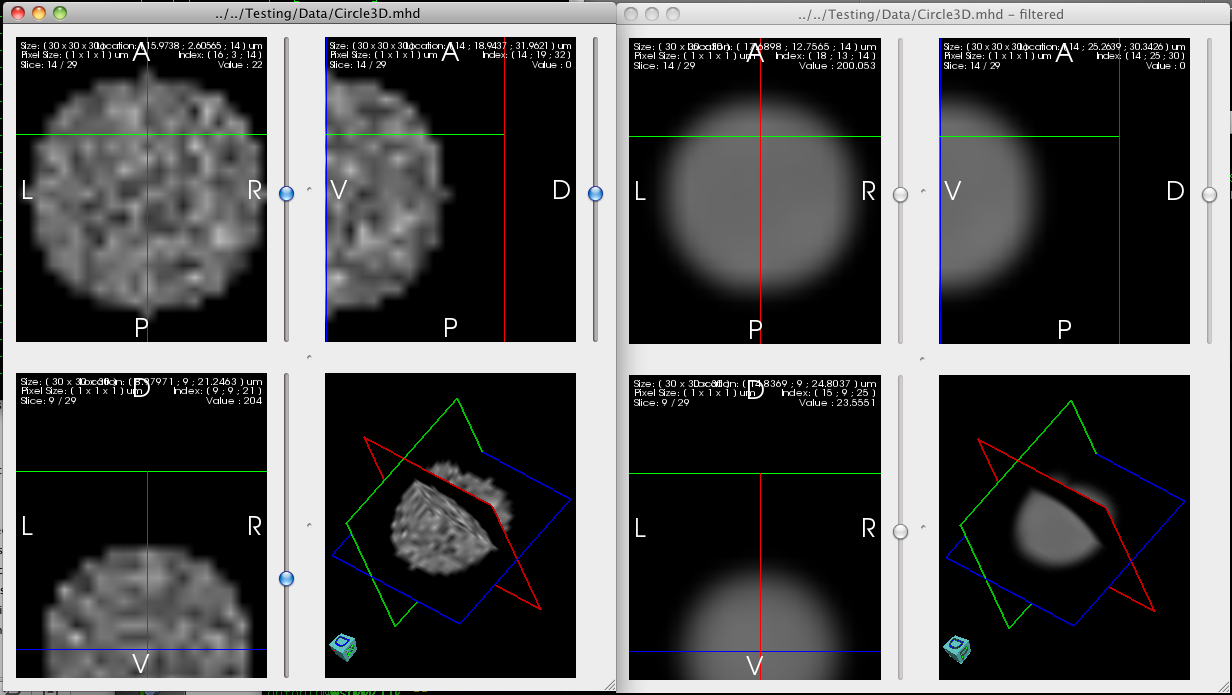 ../../Testing/Data/Circle3D.mhd
../../Testing/Data/Circle3D.mhd - filtered
Size: ( 30 x 30 x 30 ) Location: ( 15.9738 ; 2.60565 ; 14 ) um
Pixel Size: ( 1 x 1 x 1 ) um Index: ( 16 ; 3 ; 14 )
Slice: 14 / 29 Value : 22
A
L
R
P
Size: ( 30 x 30 x 30 ) Location: ( 14 ; 18.9437 ; 31.9621 ) um
Pixel Size: ( 1 x 1 x 1 ) um Index: ( 14 ; 19 ; 32 )
Slice: 14 / 29 Value : 0
A
V
D
P
Size: ( 30 x 30 x 30 ) Location: ( 17.6898 ; 12.7565 ; 14 ) um
Pixel Size: ( 1 x 1 x 1 ) um Index: ( 18 ; 13 ; 14 )
Slice: 14 / 29 Value : 200.053
A
L
R
P
Size: ( 30 x 30 x 30 ) Location: ( 14 ; 25.2639 ; 30.3426 ) um
Pixel Size: ( 1 x 1 x 1 ) um Index: ( 14 ; 25 ; 30 )
Slice: 14 / 29 Value : 0
A
V
D
P
Size: ( 30 x 30 x 30 ) Location: ( 8.97971 ; 9 ; 21.2463 ) um
Pixel Size: ( 1 x 1 x 1 ) um Index: ( 9 ; 9 ; 21 )
Slice: 9 / 29 Value : 204
D
L
R
V
D
Size: ( 30 x 30 x 30 ) Location: ( 14.8369 ; 9 ; 24.8037 ) um
Pixel Size: ( 1 x 1 x 1 ) um Index: ( 15 ; 9 ; 25 )
Slice: 9 / 29 Value : 23.5551
D
L
R
V
D